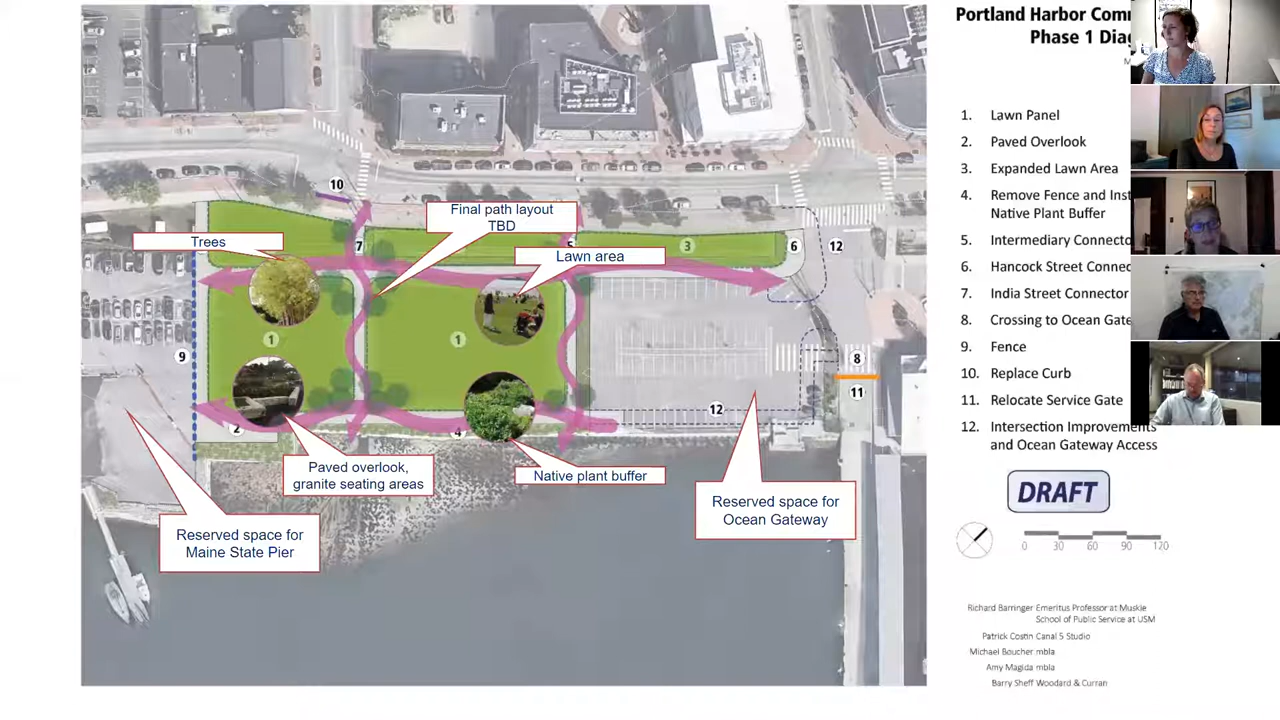 Portland Harbor Com
Phase 1 Dia
1. Lawn Panel
2. Paved Overlook
3. Expanded Lawn Area
4. Remove Fence and Inst
Native Plant Buffer
5. Intermediary Connecto
6. Hancock Street Connec
7. India Street Connector
8. Crossing to Ocean Gate
9. Fence
10. Replace Curb
11. Relocate Service Gate
12. Intersection Improvements
and Ocean Gateway Access
DRAFT
0 30 60 90 120
Richard Barringer Emeritus Professor at Muskie
School of Public Service at USM
Patrick Costin Canal 5 Studio
Michael Boucher mbla
Amy Magida mbla
Barry Sheff Woodard & Curran
10
Final path layout
TBD
Trees
7
5
3
6
12
Lawn area
1
1
9
8
11
12
2
4
Paved overlook,
granite seating areas
Native plant buffer
Reserved space for
Ocean Gateway
Reserved space for
Maine State Pier